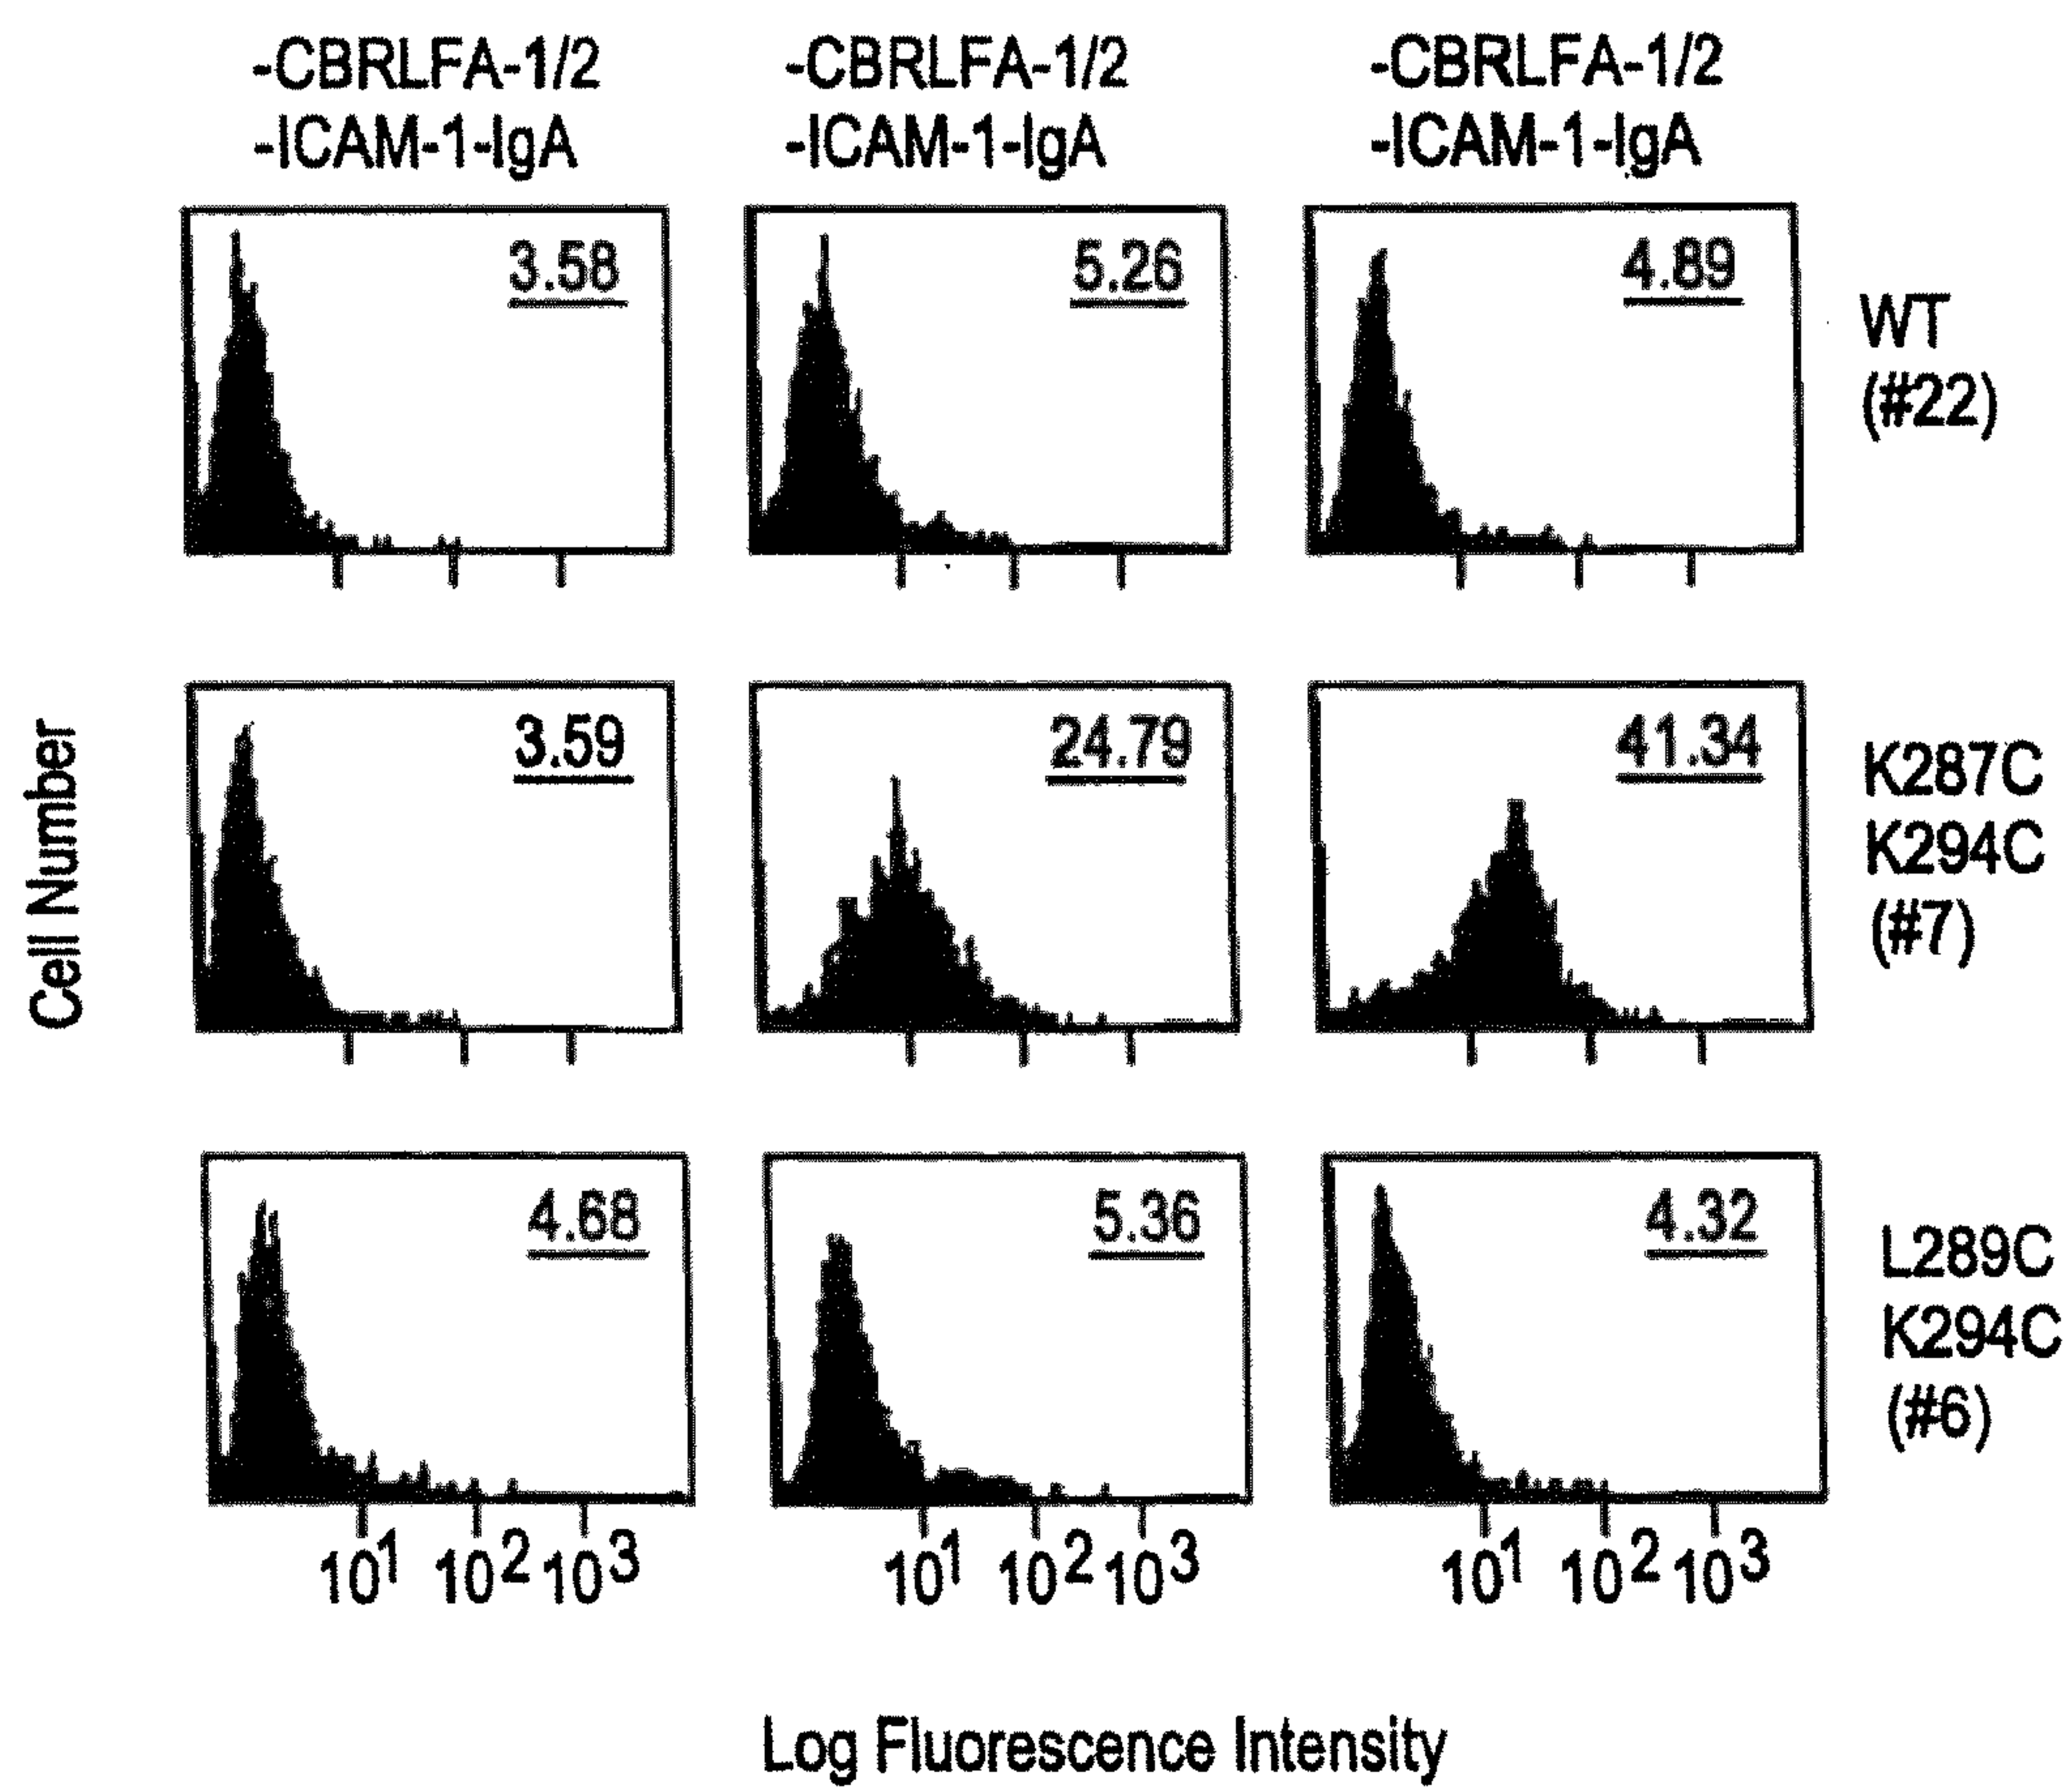 -CBRLFA-1/2 -CBRLFA-1/2 -CBRLFA-1/2
-ICAM-1-IgA -ICAM-1-IgA -ICAM-1-IgA
3.58 5.26 4.89
WT
(#22)
Cell Number
3.59 24.79 41.34
K287C
K294C
(#7)
4.68 5.36 4.32
L289C
K294C
(#6)
10¹ 10² 10³ 10¹ 10² 10³ 10¹ 10² 10³
Log Fluorescence Intensity